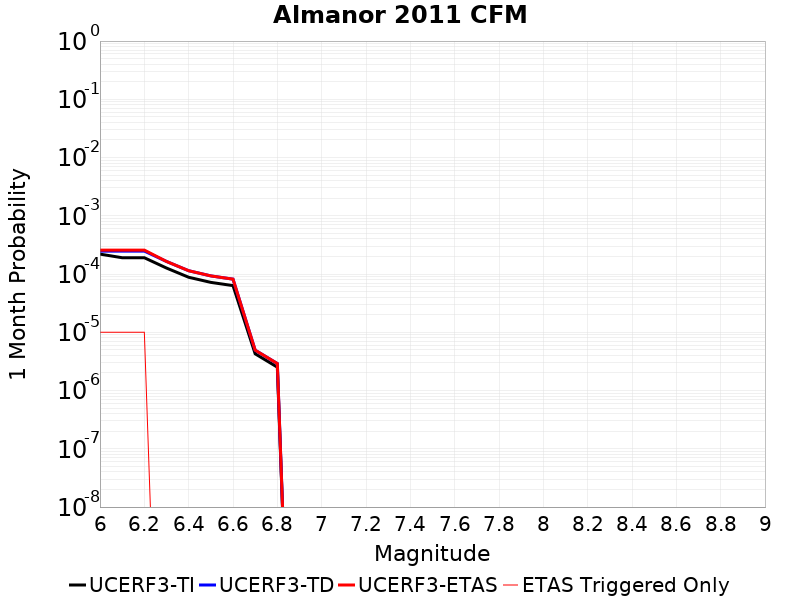 Almanor 2011 CFM
1 Month Probability
10^0
10^-1
10^-2
10^-3
10^-4
10^-5
10^-6
10^-7
10^-8
6 6.2 6.4 6.6 6.8 7 7.2 7.4 7.6 7.8 8 8.2 8.4 8.6 8.8 9
Magnitude
UCERF3-TI UCERF3-TD UCERF3-ETAS ETAS Triggered Only